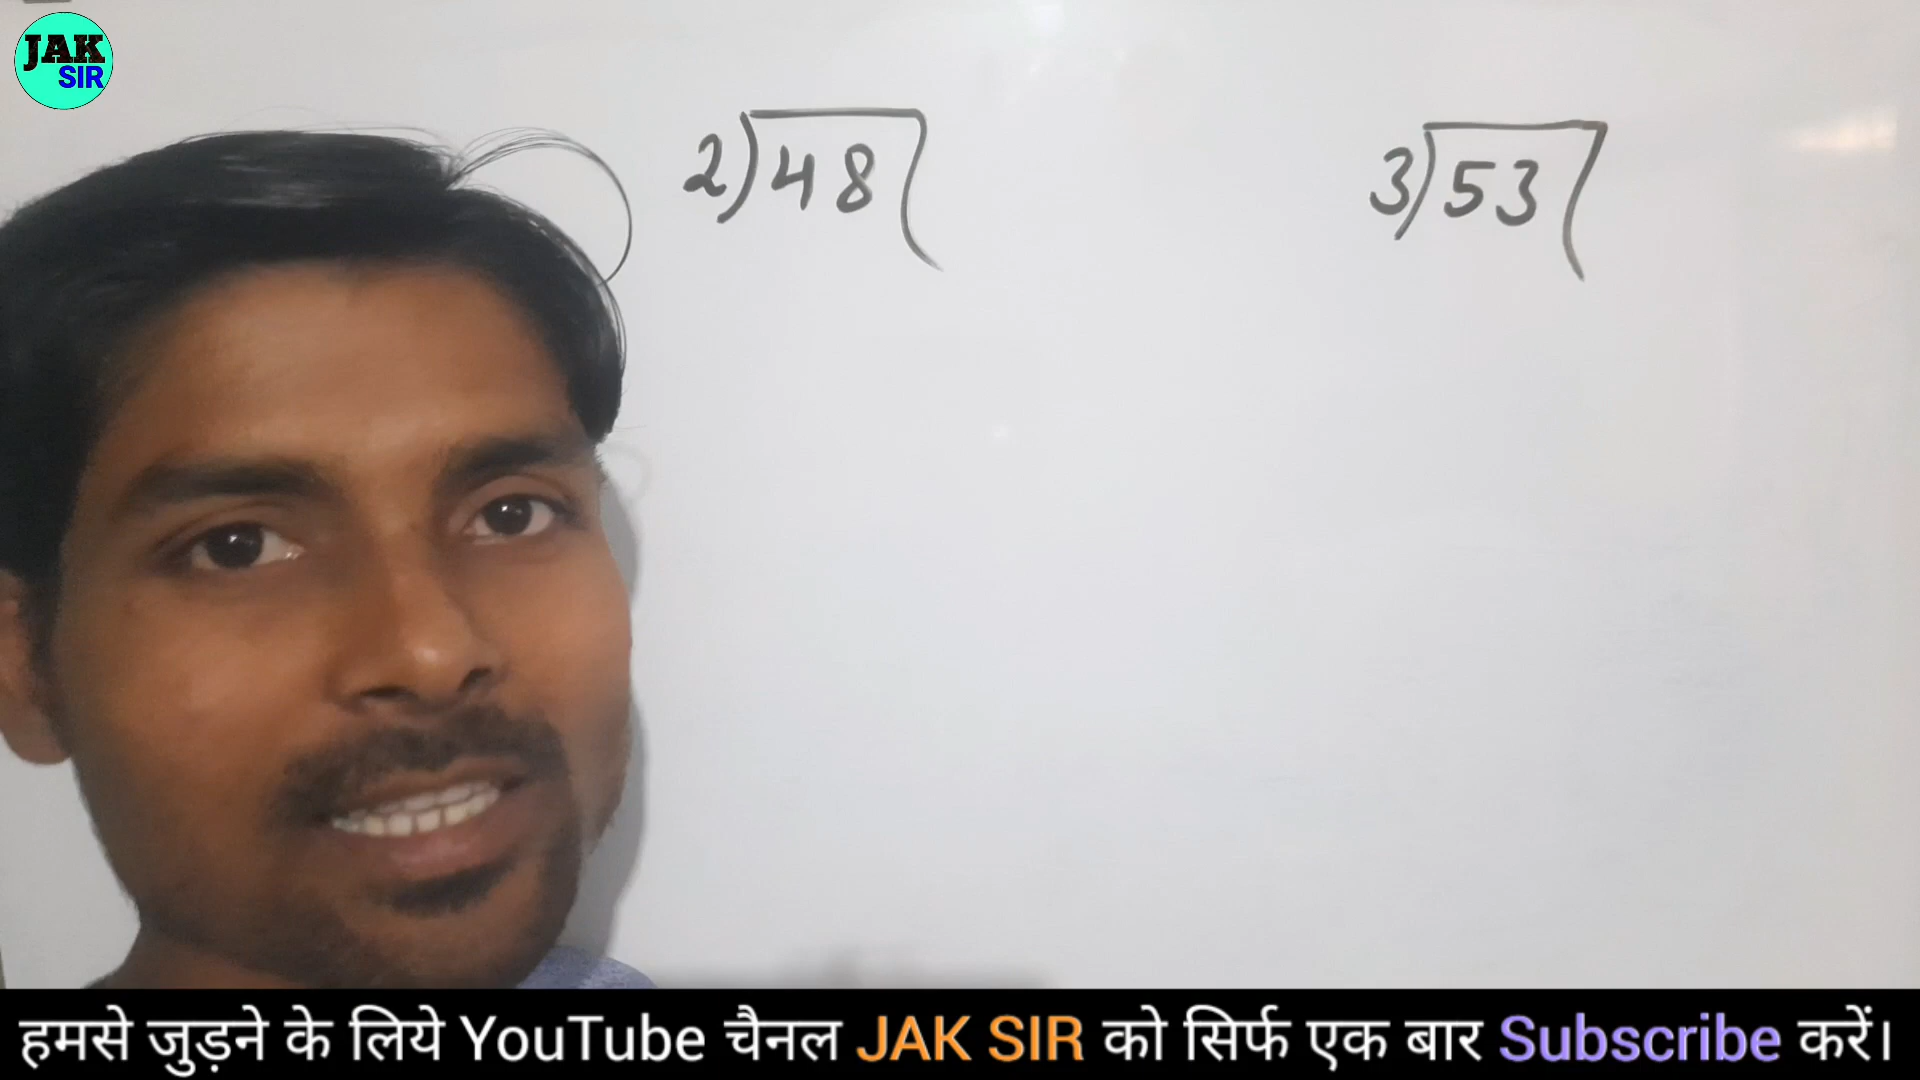 JAK
SIR
2)48(
3)53(
हमसे जुड़ने के लिये YouTube चैनल JAK SIR को सिर्फ एक बार Subscribe करें।